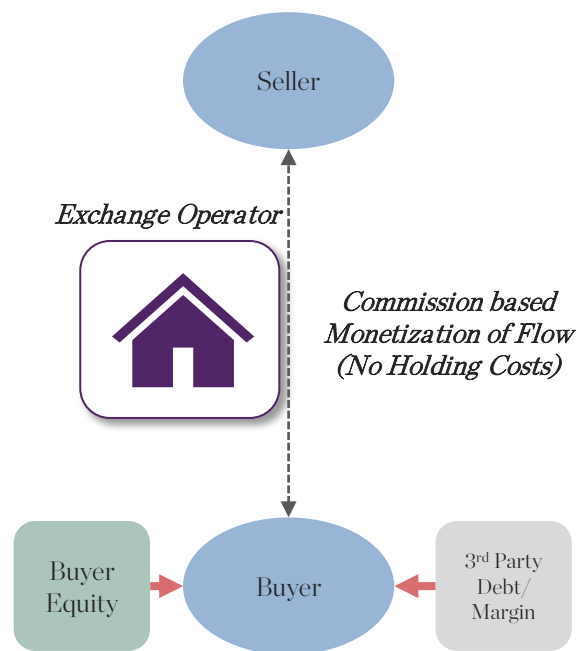 Seller
Exchange Operator
Commission based
Monetization of Flow
(No Holding Costs)
Buyer
Equity
Buyer
3rd Party
Debt/
Margin